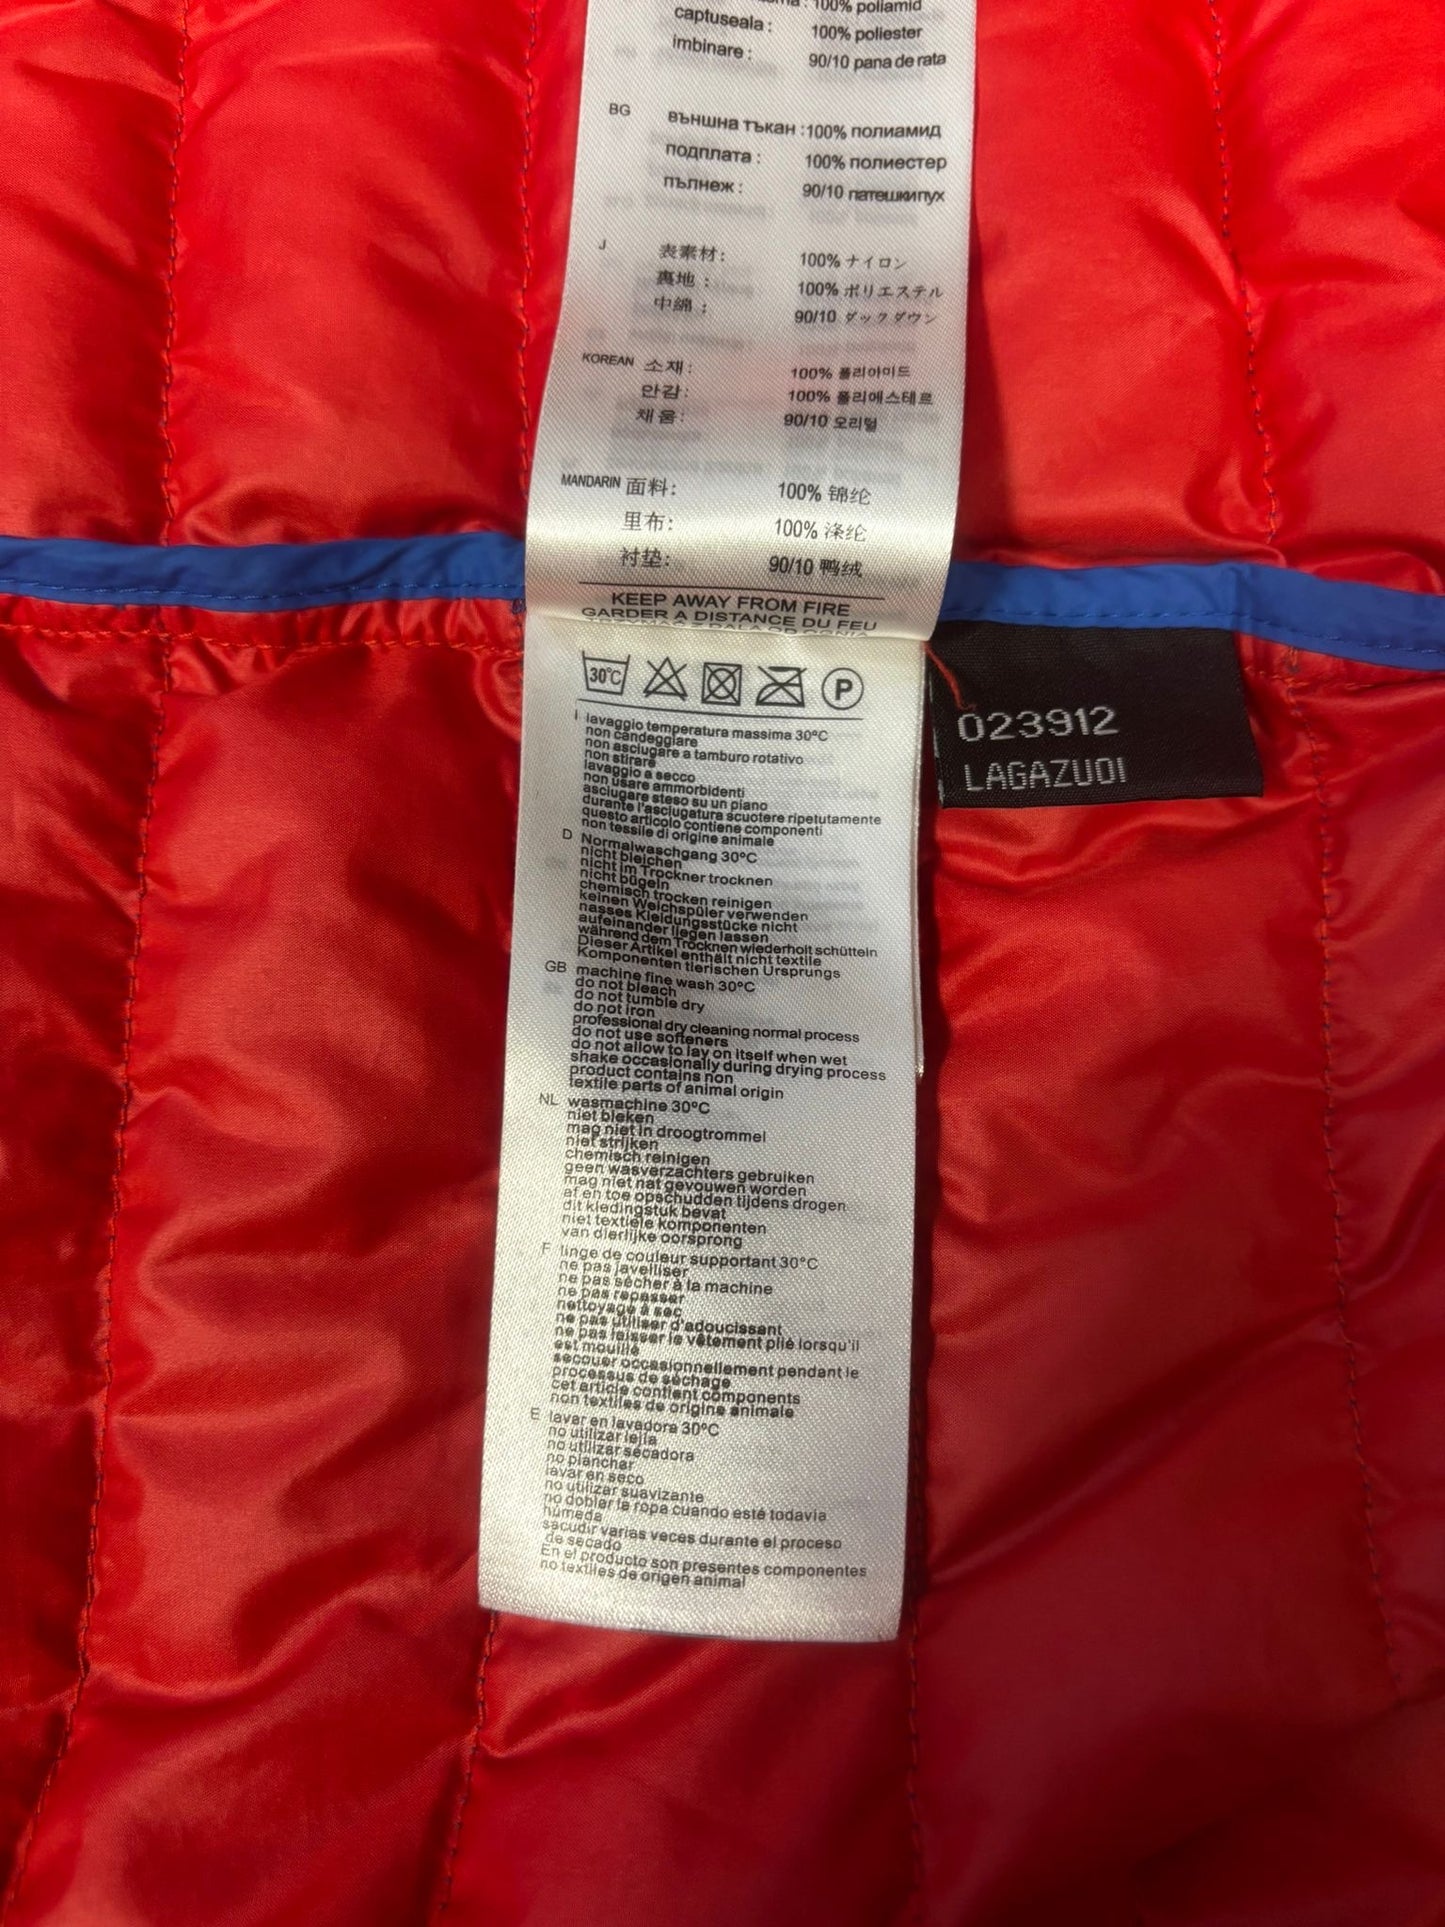 : 100% poliamid
captuseala : 100% poliester
imbinare : 90/10 pana de rata
BG външна тъкан :100% полиамид
подплата : 100% полиестер
пълнеж : 90/10 патешки пух
J 表素材: 100% ナイロン
裏地 : 100% ポリエステル
中綿 : 90/10 ダックダウン
KOREAN 소재: 100% 폴리아미드
안감: 100% 폴리에스테르
채움: 90/10 오리털
MANDARIN 面料: 100% 锦纶
里布: 100% 涤纶
衬垫: 90/10 鸭绒
KEEP AWAY FROM FIRE
GARDER A DISTANCE DU FEU
30°C P
023912
LAGAZUOI
I lavaggio temperatura massima 30°C
non candeggiare
non asciugare a tamburo rotativo
non stirare
lavaggio a secco
non usare ammorbidenti
asciugare steso su un piano
durante l'asciugatura scuotere ripetutamente
questo articolo contiene componenti
non tessile di origine animale
D Normalwaschgang 30°C
nicht bleichen
nicht im Trockner trocknen
nicht bügeln
chemisch trocken reinigen
keinen Weichspüler verwenden
nasses Kleidungsstücke nicht
aufeinander liegen lassen
während dem Trocknen wiederholt schütteln
Dieser Artikel enthält nicht textile
Komponenten tierischen Ursprungs
GB machine fine wash 30°C
do not bleach
do not tumble dry
do not iron
professional dry cleaning normal process
do not use softeners
do not allow to lay on itself when wet
shake occasionally during drying process
product contains non
textile parts of animal origin
NL wasmachine 30°C
niet bleken
mag niet in droogtrommel
niet strijken
chemisch reinigen
geen wasverzachters gebruiken
mag niet nat gevouwen worden
af en toe opschudden tijdens drogen
dit kledingstuk bevat
niet textiele komponenten
van dierlijke oorsprong
F linge de couleur supportant 30°C
ne pas javelliser
ne pas sécher à la machine
ne pas repasser
nettoyage à sec
ne pas utiliser d'adoucissant
ne pas laisser le vêtement plié lorsqu'il
est mouillé
secouer occasionnellement pendant le
processus de séchage
cet article contient components
non textiles de origine animale
E lavar en lavadora 30°C
no utilizar lejia
no utilizar secadora
no planchar
lavar en seco
no utilizar suavizante
no doblar la ropa cuando esté todavia
húmeda
sacudir varias veces durante el proceso
de secado
En el producto son presentes componentes
no textiles de origen animal